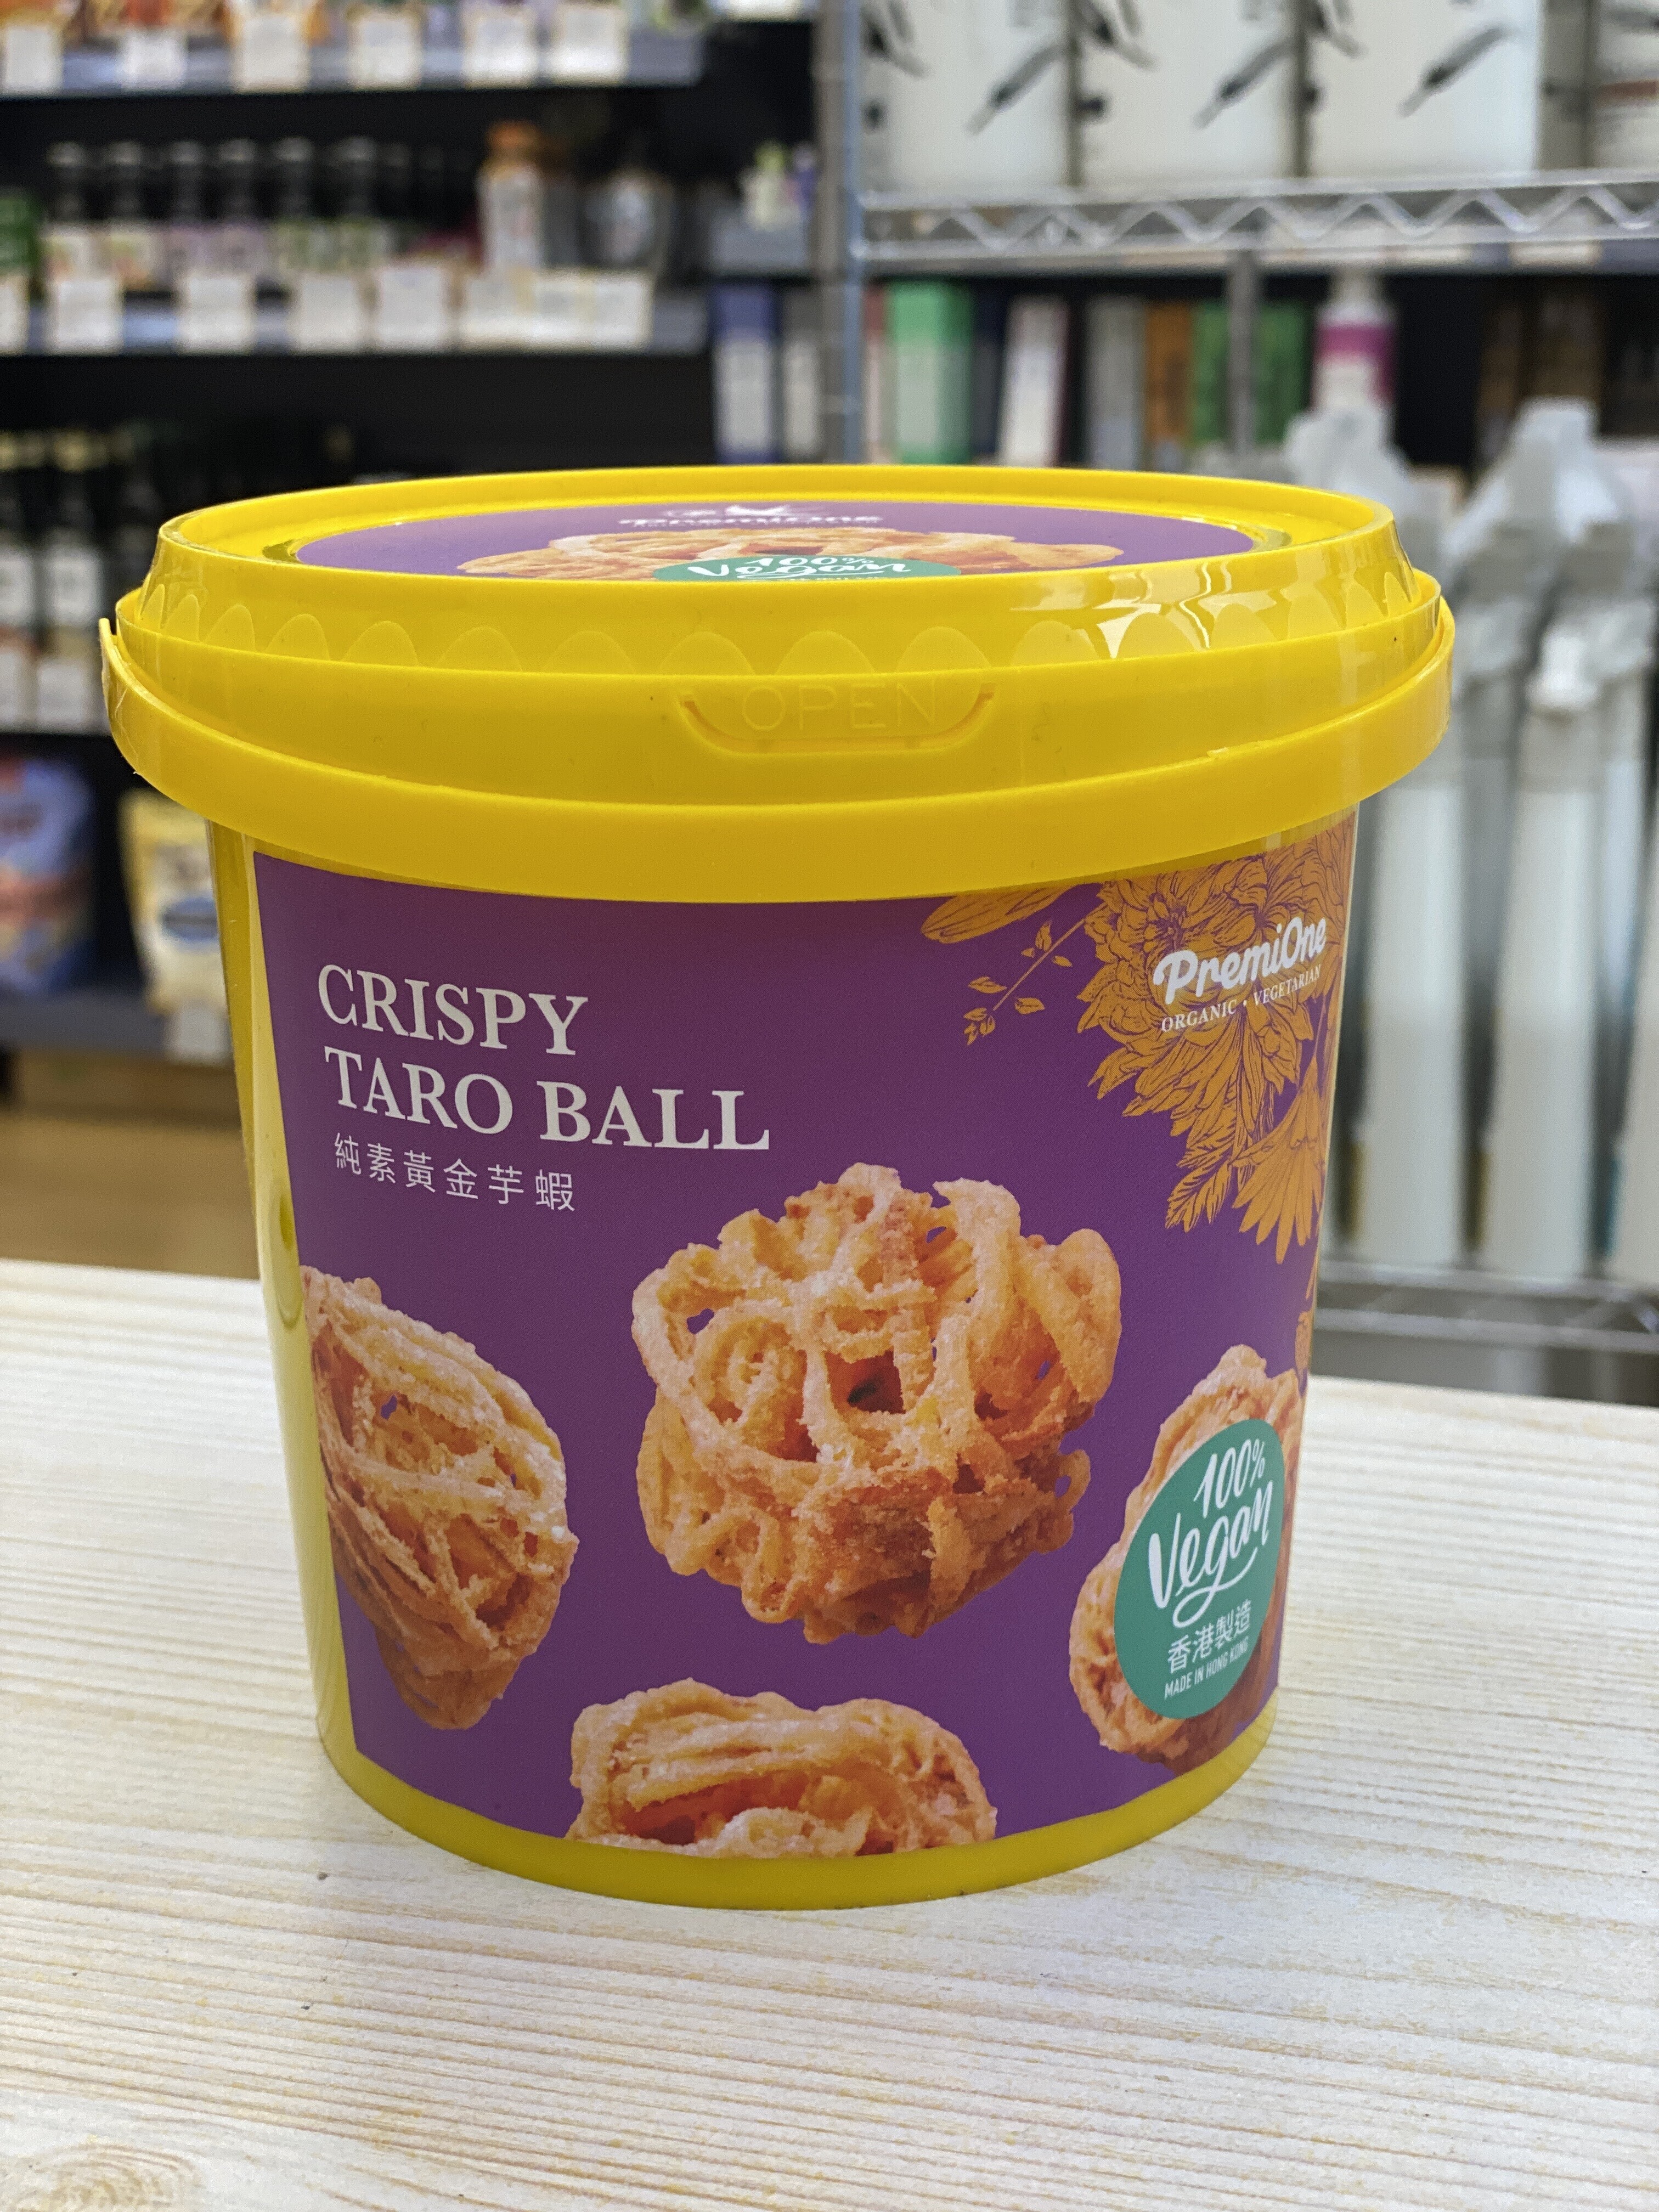 PremiOne
100%
Vegan
OPEN
PremiOne
ORGANIC • VEGETARIAN
CRISPY
TARO BALL
純素黃金芋蝦
100%
Vegan
香港製造
MADE IN HONG KONG